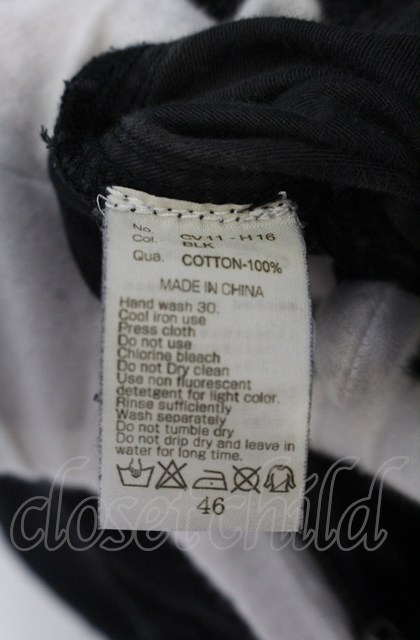 No. CV11-H16
Col. BLK
Qua. COTTON-100%
MADE IN CHINA
Hand wash 30.
Cool iron use
Press cloth
Do not use
Chlorine bleach
Do not Dry clean
Use non fluorescent
detetgent for light color.
Rinse sufficiently
Wash separately
Do not tumble dry
Do not drip dry and leave in
water for long time.
46
closet child